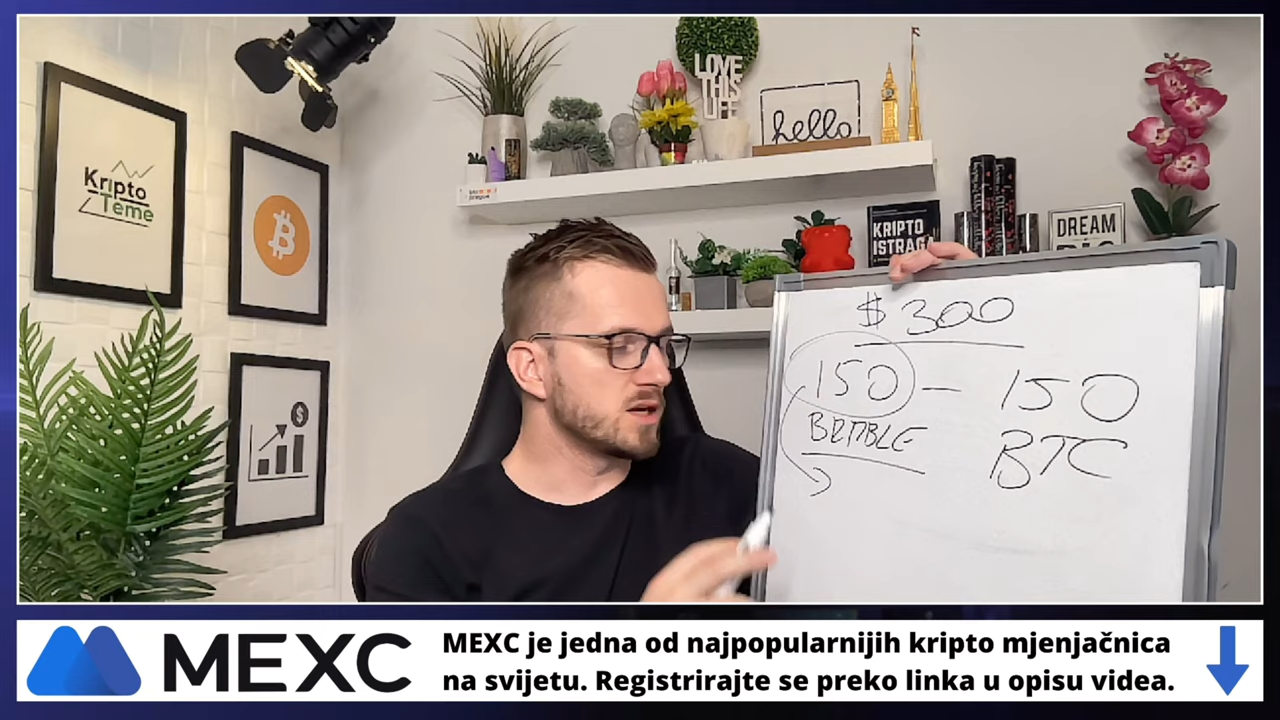 Kripto
Teme
LOVE
THIS
LIFE
hello
KRIPTO
ISTRAGA
DREAM
$300
150 - 150
BTC
MEXC
MEXC je jedna od najpopularnijih kripto mjenjačnica
na svijetu. Registrirajte se preko linka u opisu videa.